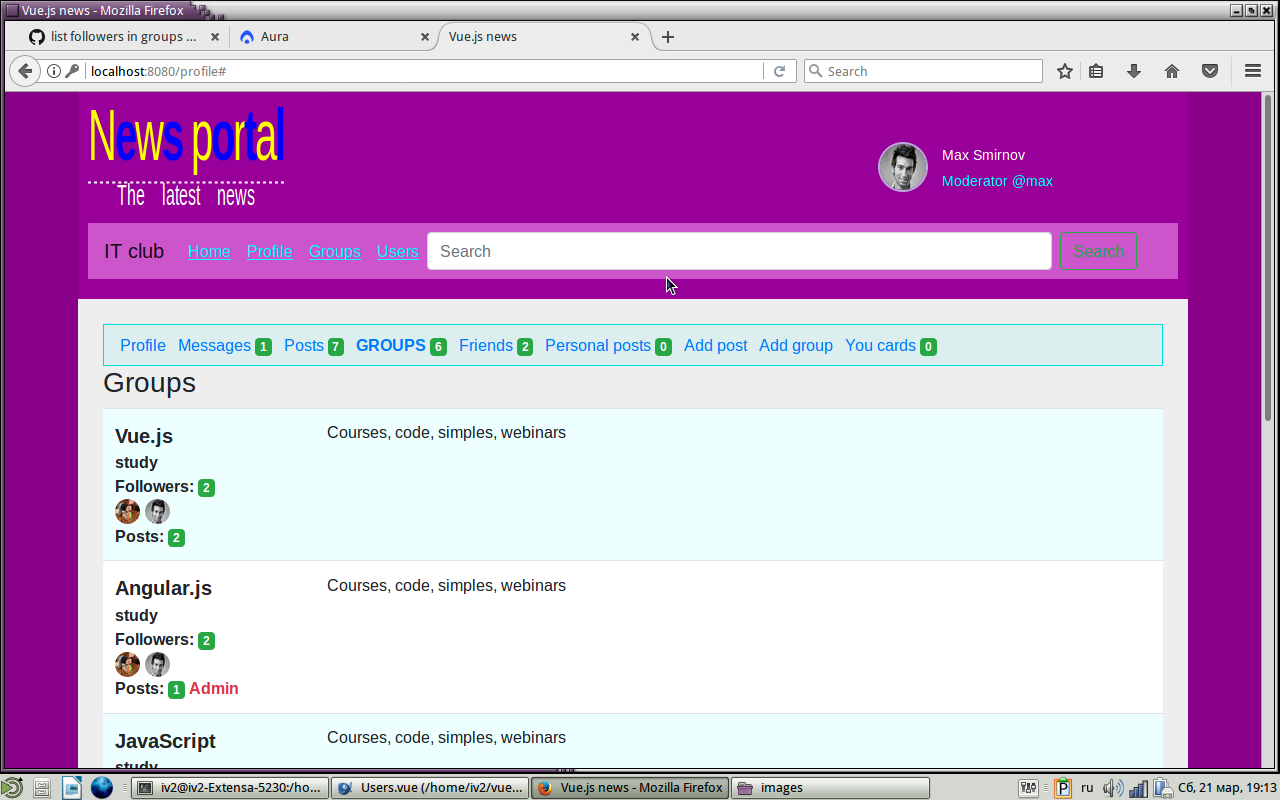 Vue.js news - Mozilla Firefox
list followers in groups ...
Aura
Vue.js news
localhost:8080/profile#
Search
News portal
The latest news
Max Smirnov
Moderator @max
IT club Home Profile Groups Users Search Search
Profile Messages 1 Posts 7 GROUPS 6 Friends 2 Personal posts 0 Add post Add group You cards 0
Groups
Vue.js
Courses, code, simples, webinars
study
Followers: 2
Posts: 2
Angular.js
Courses, code, simples, webinars
study
Followers: 2
Posts: 1 Admin
JavaScript
Courses, code, simples, webinars
study
iv2@iv2-Extensa-5230:/ho...
Users.vue (/home/iv2/vue...
Vue.js news - Mozilla Firefox
images
ru
Сб, 21 мар, 19:13